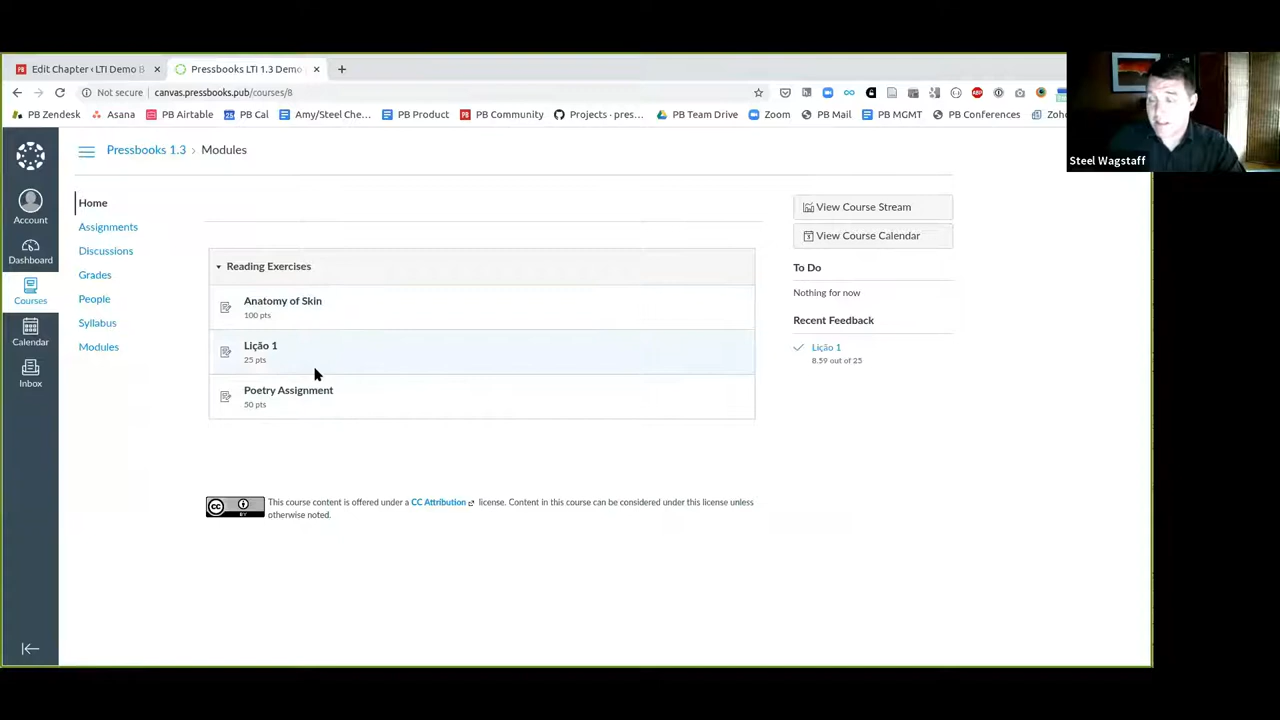 Edit Chapter ‹ LTI Demo B
Pressbooks LTI 1.3 Demo
Not secure
canvas.pressbooks.pub/courses/8
PB Zendesk
Asana
PB Airtable
PB Cal
Amy/Steel Che...
PB Product
PB Community
Projects · pres...
PB Team Drive
Zoom
PB Mail
PB MGMT
PB Conferences
Zoho
Steel Wagstaff
Pressbooks 1.3 › Modules
Account
Dashboard
Courses
Calendar
Inbox
Home
Assignments
Discussions
Grades
People
Syllabus
Modules
Reading Exercises
Anatomy of Skin
100 pts
Lição 1
25 pts
Poetry Assignment
50 pts
This course content is offered under a CC Attribution license. Content in this course can be considered under this license unless
otherwise noted.
View Course Stream
View Course Calendar
To Do
Nothing for now
Recent Feedback
Lição 1
8.59 out of 25